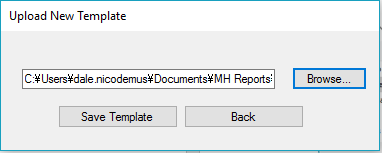 Upload New Template
C:¥Users¥dale.nicodemus¥Documents¥MH Reports¥
Browse...
Save Template
Back